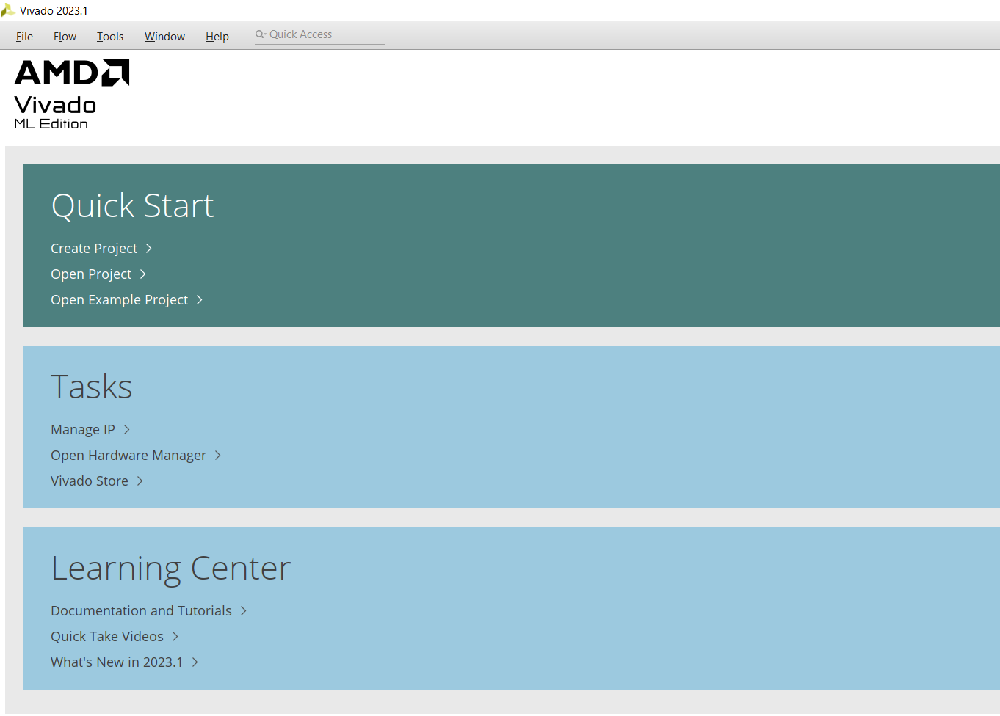 Vivado 2023.1
File Flow Tools Window Help Quick Access
AMD
Vivado
ML Edition
Quick Start
Create Project
Open Project
Open Example Project
Tasks
Manage IP
Open Hardware Manager
Vivado Store
Learning Center
Documentation and Tutorials
Quick Take Videos
What's New in 2023.1